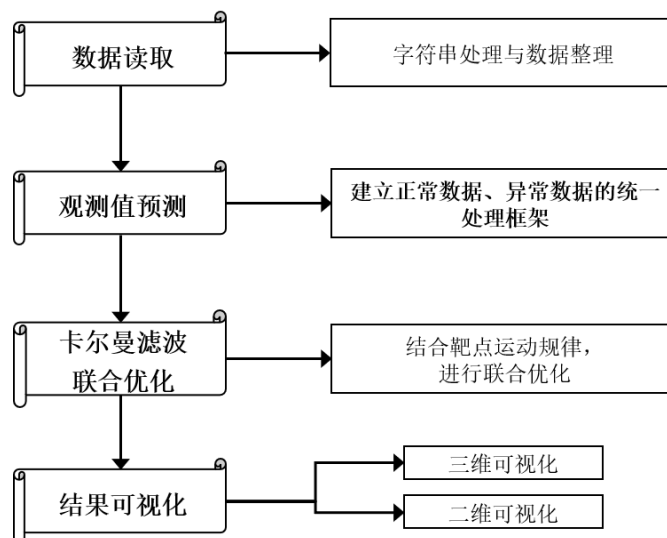 数据读取
字符串处理与数据整理
观测值预测
建立正常数据、异常数据的统一
处理框架
卡尔曼滤波
联合优化
结合靶点运动规律，
进行联合优化
结果可视化
三维可视化
二维可视化